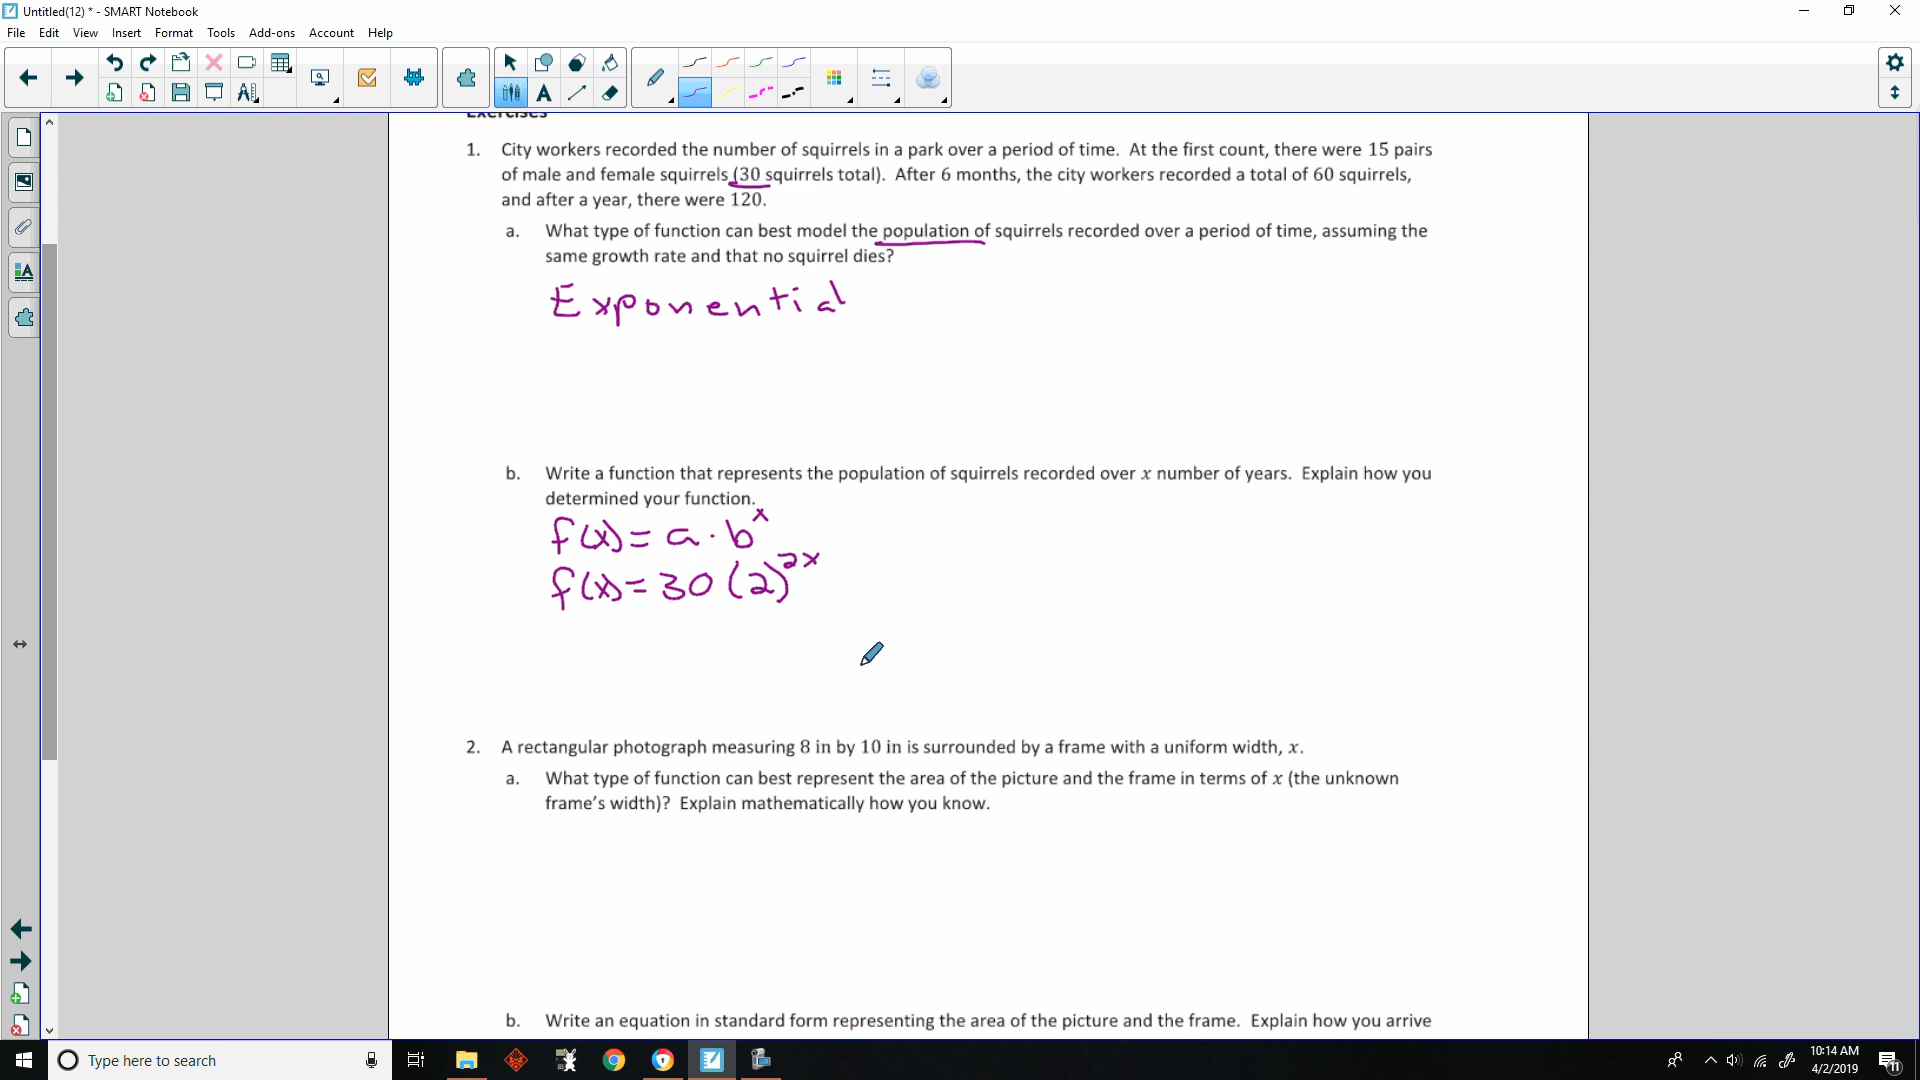 Untitled(12) * - SMART Notebook
File Edit View Insert Format Tools Add-ons Account Help
Exercises
1. City workers recorded the number of squirrels in a park over a period of time. At the first count, there were 15 pairs
of male and female squirrels (30 squirrels total). After 6 months, the city workers recorded a total of 60 squirrels,
and after a year, there were 120.
a. What type of function can best model the population of squirrels recorded over a period of time, assuming the
same growth rate and that no squirrel dies?
Exponential
b. Write a function that represents the population of squirrels recorded over x number of years. Explain how you
determined your function.
f(x) = a · b^x
f(x) = 30 (2)^2x
2. A rectangular photograph measuring 8 in by 10 in is surrounded by a frame with a uniform width, x.
a. What type of function can best represent the area of the picture and the frame in terms of x (the unknown
frame's width)? Explain mathematically how you know.
b. Write an equation in standard form representing the area of the picture and the frame. Explain how you arrive
Type here to search
10:14 AM
4/2/2019
11